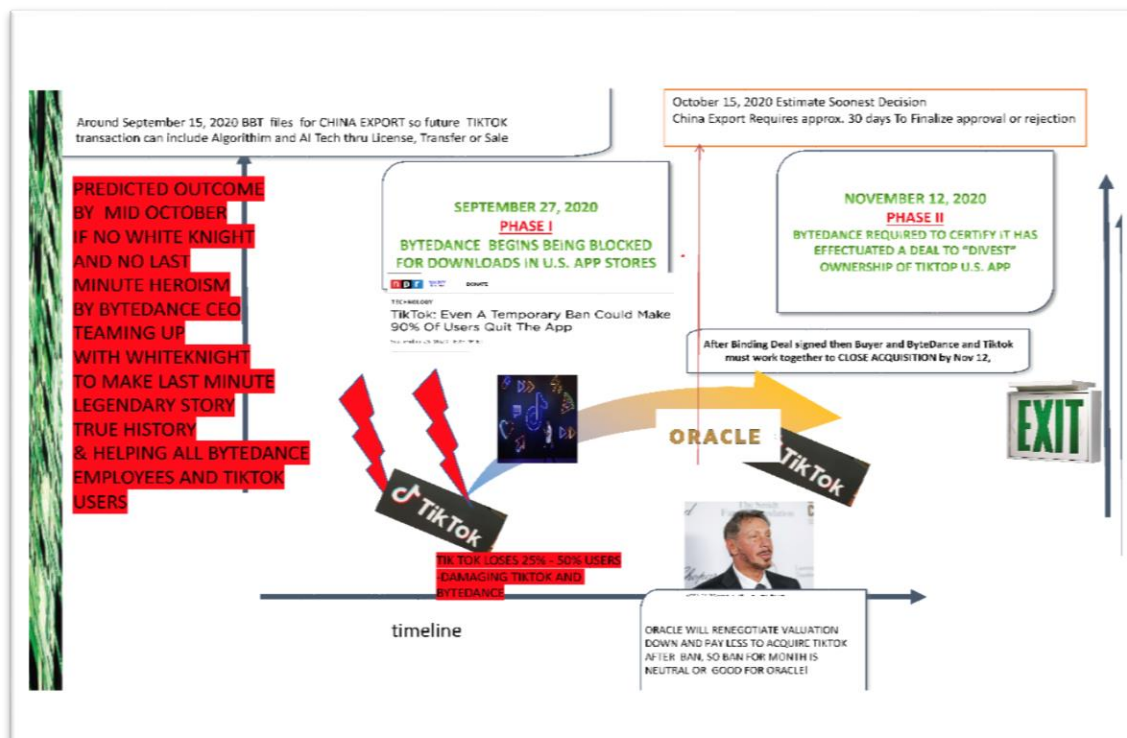 Around September 15, 2020 BBT files for CHINA EXPORT so future TIKTOK
transaction can include Algorithim and AI Tech thru License, Transfer or Sale
October 15, 2020 Estimate Soonest Decision
China Export Requires approx. 30 days To Finalize approval or rejection
PREDICTED OUTCOME
BY MID OCTOBER
IF NO WHITE KNIGHT
AND NO LAST
MINUTE HEROISM
BY BYTEDANCE CEO
TEAMING UP
WITH WHITEKNIGHT
TO MAKE LAST MINUTE
LEGENDARY STORY
TRUE HISTORY
& HELPING ALL BYTEDANCE
EMPLOYEES AND TIKTOK
USERS
SEPTEMBER 27, 2020
PHASE I
BYTEDANCE BEGINS BEING BLOCKED
FOR DOWNLOADS IN U.S. APP STORES
npr
DONATE
TECHNOLOGY
TikTok: Even A Temporary Ban Could Make
90% Of Users Quit The App
NOVEMBER 12, 2020
PHASE II
BYTEDANCE REQUIRED TO CERTIFY IT HAS
EFFECTUATED A DEAL TO "DIVEST"
OWNERSHIP OF TIKTOP U.S. APP
After Binding Deal signed then Buyer and ByteDance and Tiktok
must work together to CLOSE ACQUISITION by Nov 12,
EXIT
ORACLE
TikTok
TikTok
TIK TOK LOSES 25% - 50% USERS
-DAMAGING TIKTOK AND
BYTEDANCE
timeline
ORACLE WILL RENEGOTIATE VALUATION
DOWN AND PAY LESS TO ACQUIRE TIKTOK
AFTER BAN, SO BAN FOR MONTH IS
NEUTRAL OR GOOD FOR ORACLE!